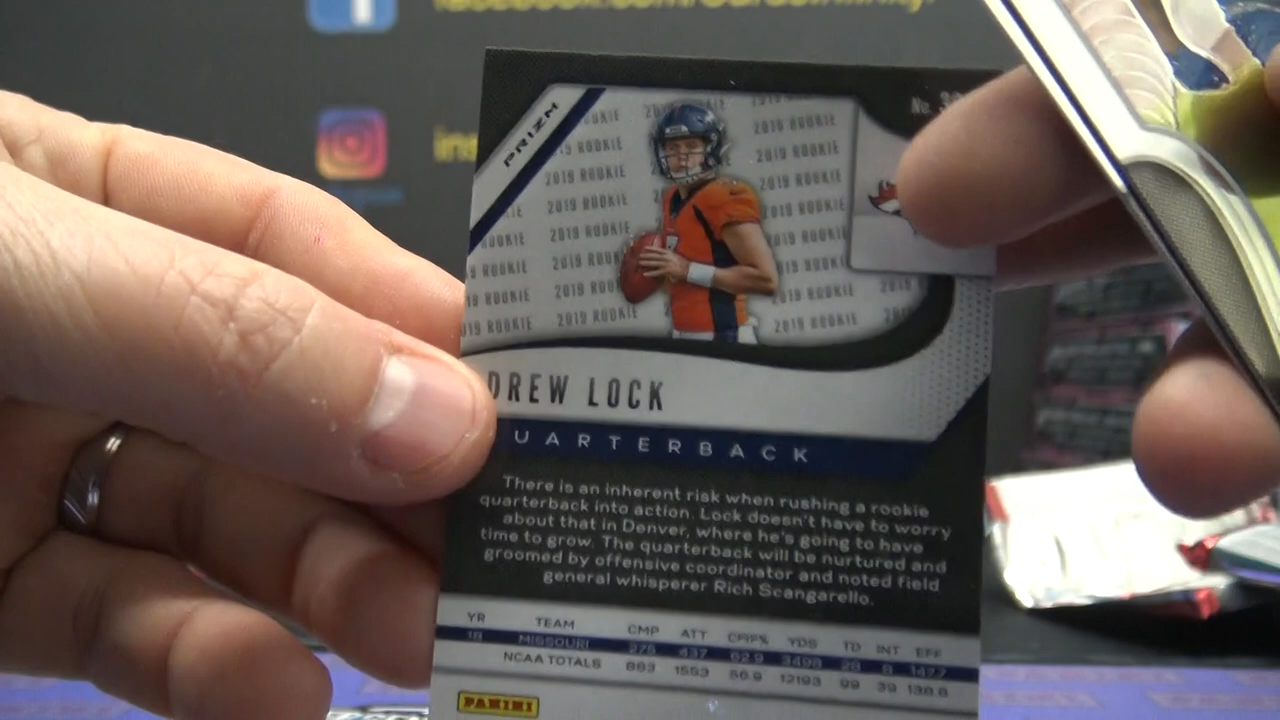 PRIZM
2019 ROOKIE
DREW LOCK
UARTERBACK
There is an inherent risk when rushing a rookie
quarterback into action. Lock doesn't have to worry
about that in Denver, where he's going to have
time to grow. The quarterback will be nurtured and
groomed by offensive coordinator and noted field
general whisperer Rich Scangarello.
YR TEAM CMP ATT CMP% YDS TD INT EFF
18 MISSOURI 275 437 62.9 3498 28 8 147.7
NCAA TOTALS 883 1553 56.9 12193 99 39 138.6
PANINI